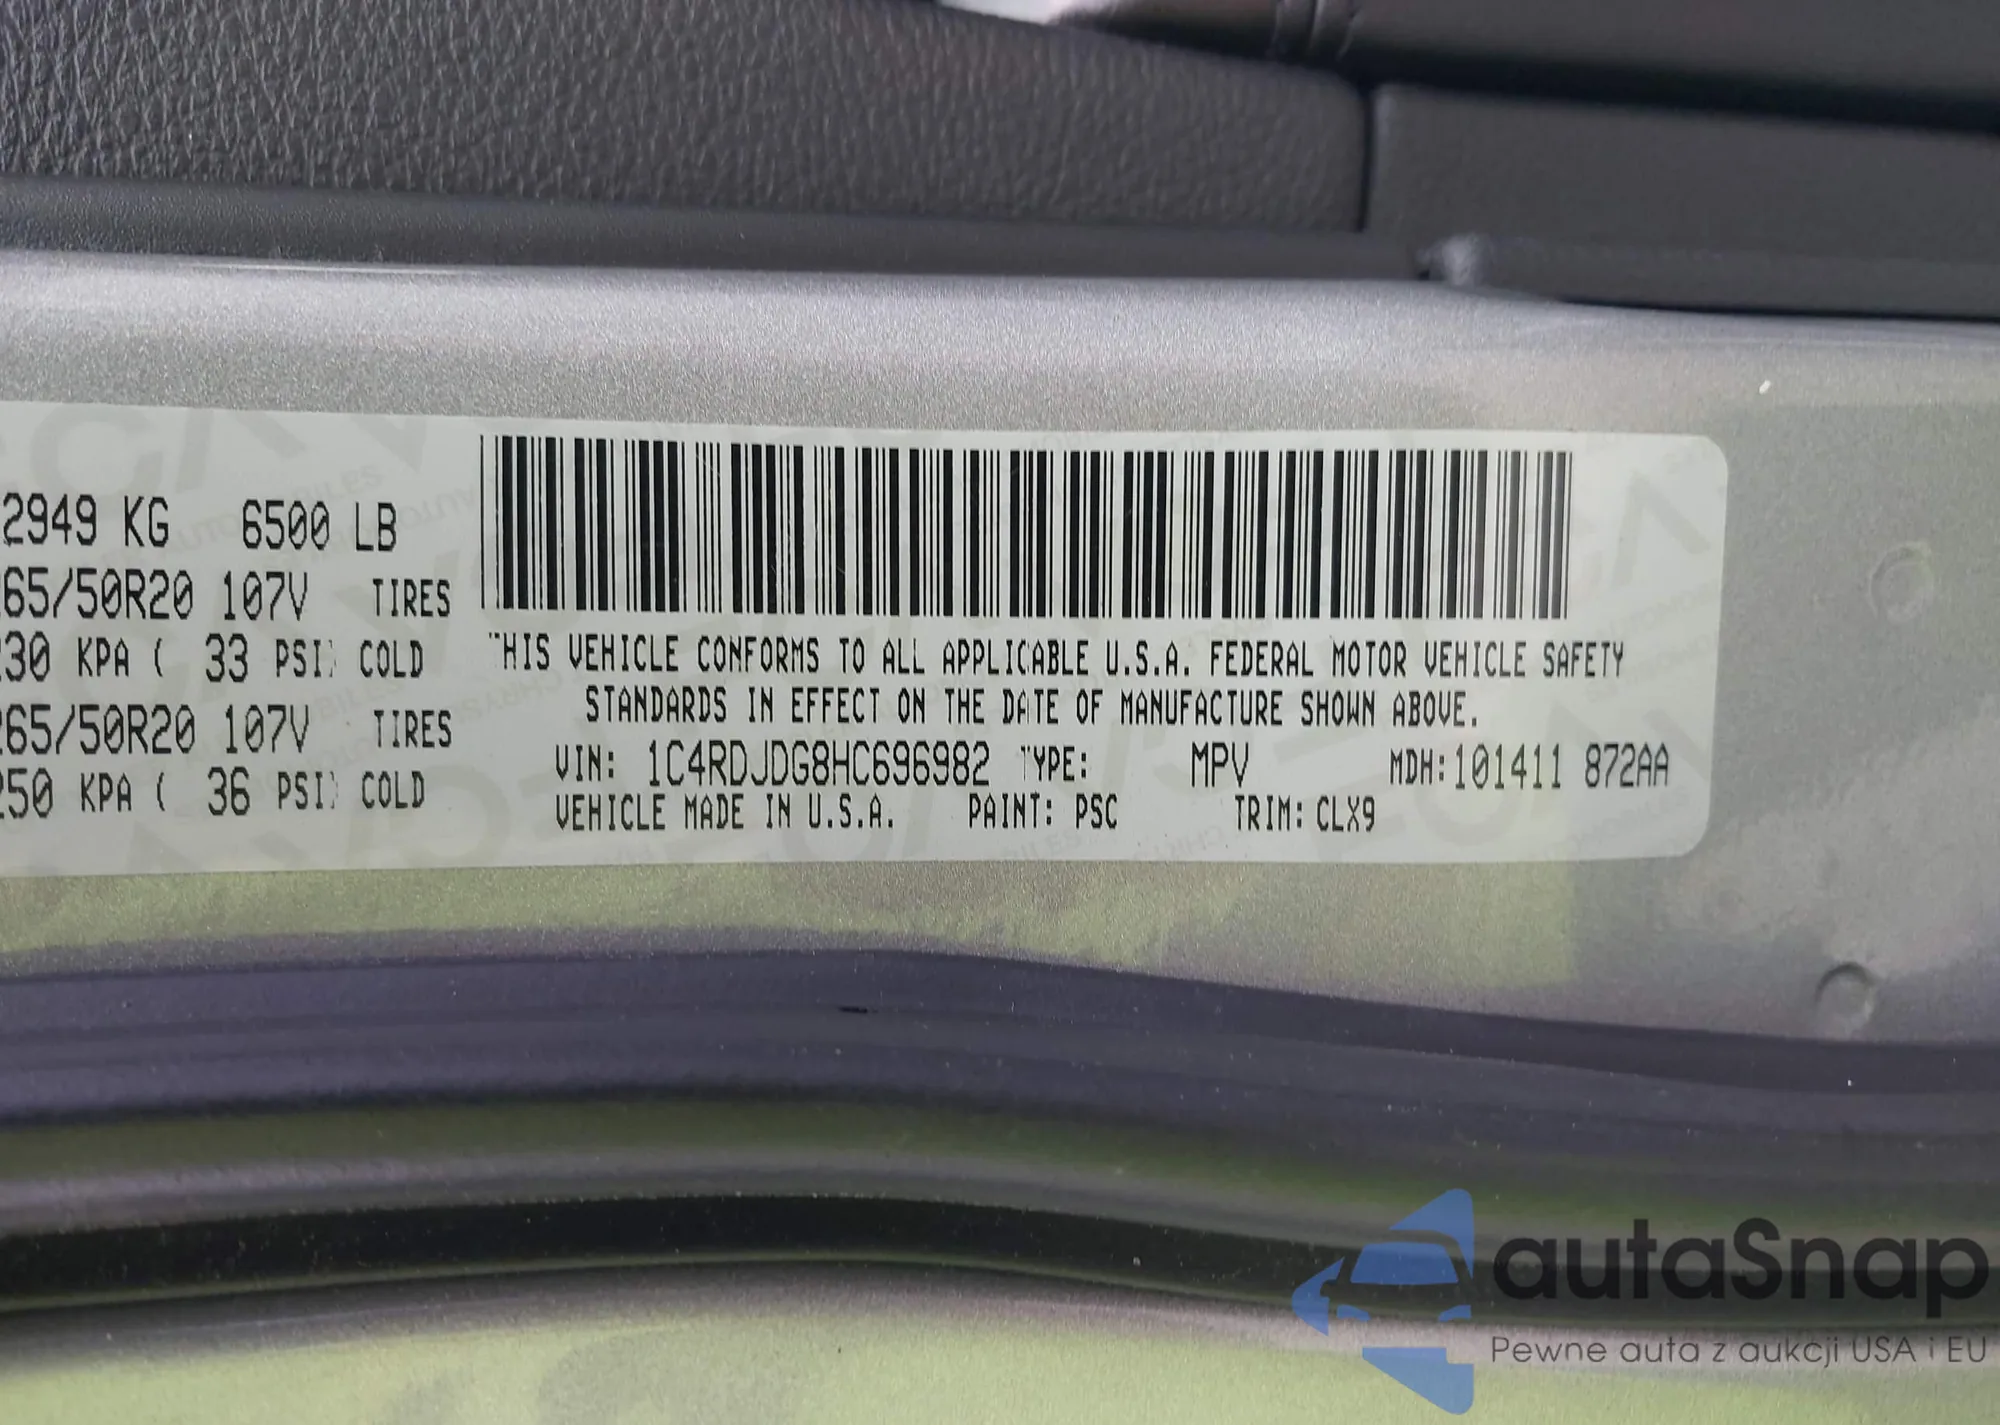 2949 KG 6500 LB
265/50R20 107V TIRES
230 KPA ( 33 PSI) COLD
265/50R20 107V TIRES
250 KPA ( 36 PSI) COLD
THIS VEHICLE CONFORMS TO ALL APPLICABLE U.S.A. FEDERAL MOTOR VEHICLE SAFETY
STANDARDS IN EFFECT ON THE DATE OF MANUFACTURE SHOWN ABOVE.
VIN: 1C4RDJDG8HC696982 TYPE: MPV MDH:101411 872AA
VEHICLE MADE IN U.S.A. PAINT: PSC TRIM: CLX9
autaSnap
Pewne auta z aukcji USA i EU